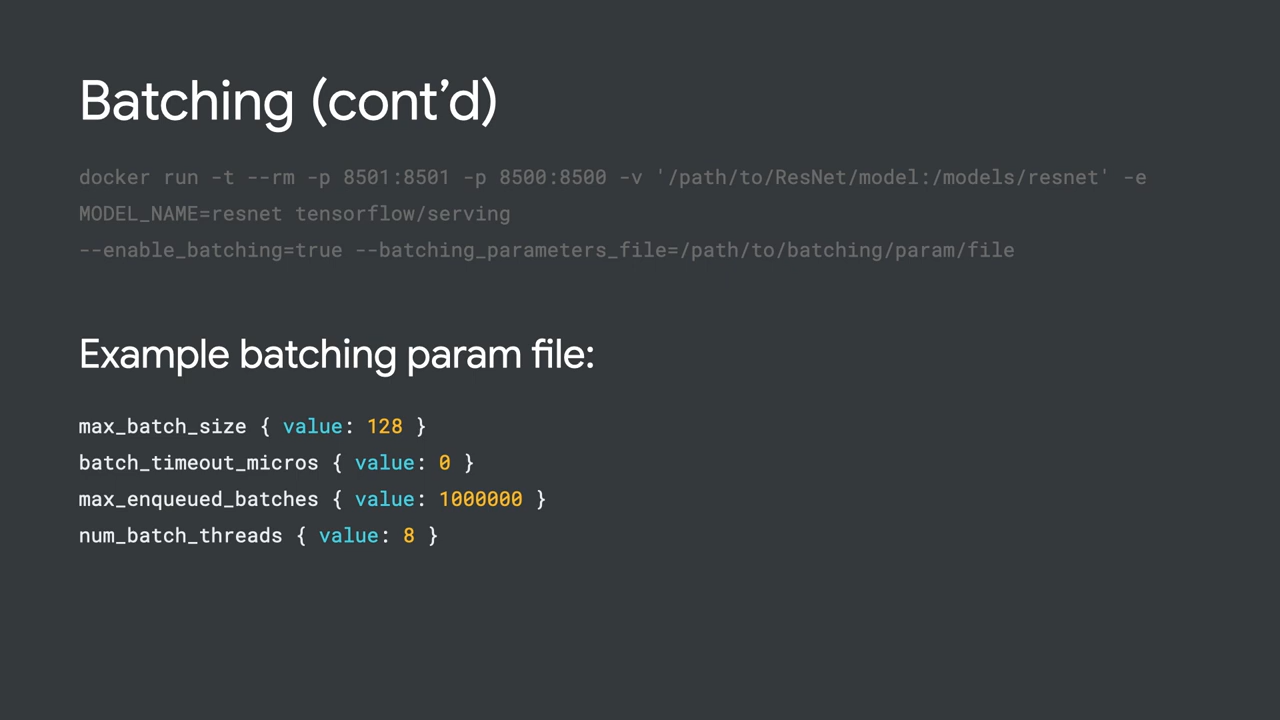 Batching (cont’d)
docker run -t --rm -p 8501:8501 -p 8500:8500 -v '/path/to/ResNet/model:/models/resnet' -e
MODEL_NAME=resnet tensorflow/serving
--enable_batching=true --batching_parameters_file=/path/to/batching/param/file
Example batching param file:
max_batch_size { value: 128 }
batch_timeout_micros { value: 0 }
max_enqueued_batches { value: 1000000 }
num_batch_threads { value: 8 }